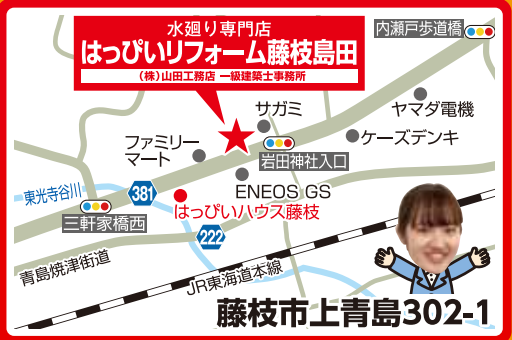 水廻り専門店
はっぴいリフォーム藤枝島田
(株)山田工務店 一級建築士事務所
内瀬戸歩道橋
サガミ
ヤマダ電機
ファミリー
マート
ケーズデンキ
岩田神社入口
ENEOS GS
東光寺谷川
381
はっぴいハウス藤枝
三軒家橋西
222
青島焼津街道
JR東海道本線
藤枝市上青島302-1